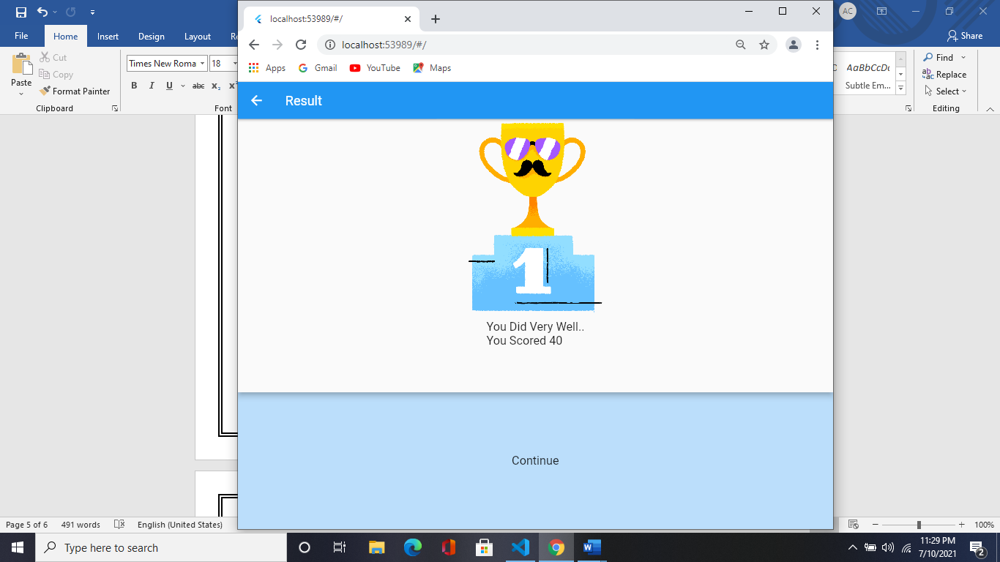 AC
File
Home
Insert
Design
Layout
Share
Paste
Cut
Copy
Format Painter
Clipboard
Times New Roma
18
B I U abc x₂
Font
AaBbCcDc
Subtle Em...
Find
Replace
Select
Editing
localhost:53989/#/
localhost:53989/#/
Apps
Gmail
YouTube
Maps
Result
1
You Did Very Well..
You Scored 40
Continue
Page 5 of 6
491 words
English (United States)
100%
Type here to search
11:29 PM
7/10/2021
2